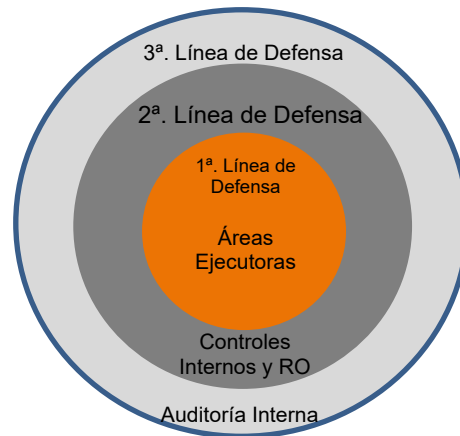 3ª. Línea de Defensa
2ª. Línea de Defensa
1ª. Línea de
Defensa
Áreas
Ejecutoras
Controles
Internos y RO
Auditoría Interna